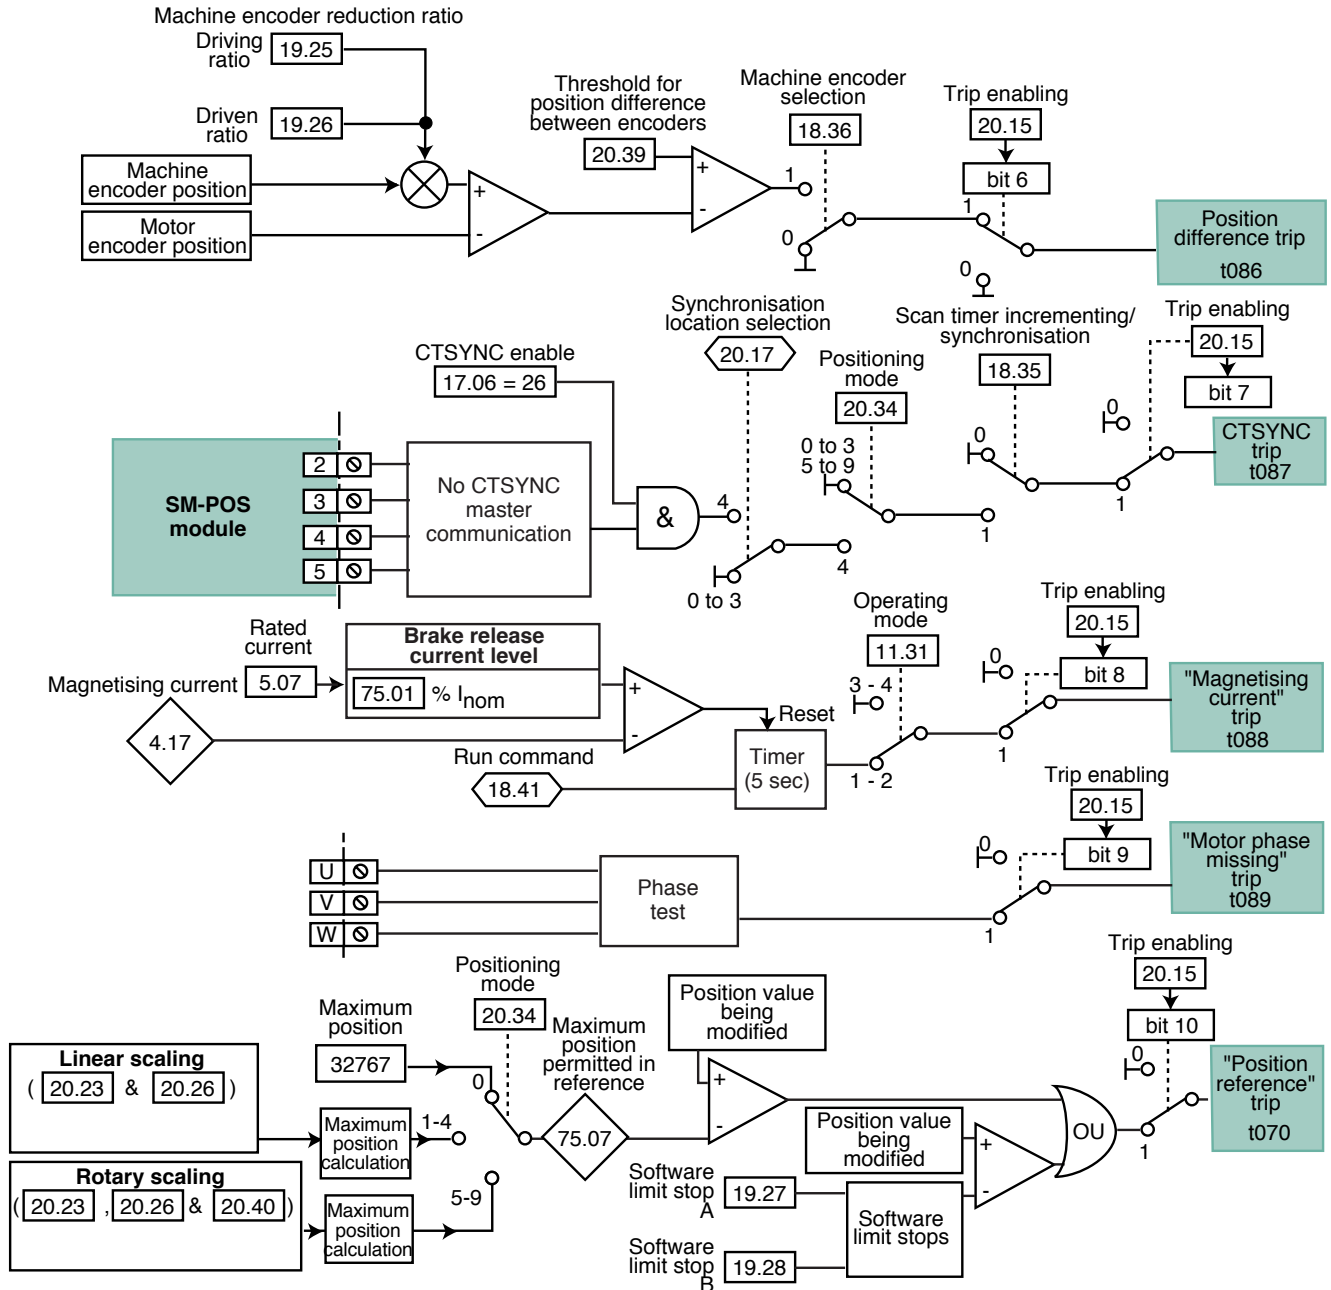 Machine encoder reduction ratio
Driving
ratio
19.25
Driven
ratio
19.26
Machine
encoder position
Motor
encoder position
+
-
Threshold for
position difference
between encoders
20.39
+
-
Machine encoder
selection
18.36
1
0
Trip enabling
20.15
bit 6
1
0
Position
difference trip
t086
Synchronisation
location selection
20.17
CTSYNC enable
17.06 = 26
SM-POS
module
2
3
4
5
No CTSYNC
master
communication
&
4
0 to 3
4
Positioning
mode
20.34
0 to 3
5 to 9
1
Scan timer incrementing/
synchronisation
18.35
0
1
Trip enabling
20.15
bit 7
0
CTSYNC
trip
t087
Rated
current
5.07
Magnetising current
4.17
Brake release
current level
75.01 % Inom
+
-
Run command
18.41
Reset
Timer
(5 sec)
Operating
mode
11.31
3 - 4
1 - 2
Trip enabling
20.15
bit 8
0
1
"Magnetising
current"
trip
t088
U
V
W
Phase
test
Trip enabling
20.15
bit 9
0
1
"Motor phase
missing"
trip
t089
Linear scaling
( 20.23 & 20.26 )
Rotary scaling
( 20.23 , 20.26 & 20.40 )
Maximum
position
32767
Maximum
position
calculation
Maximum
position
calculation
Positioning
mode
20.34
0
1-4
5-9
Maximum
position
permitted in
reference
75.07
Position value
being
modified
+
-
Position value
being
modified
+
-
Software
limit stop
A
19.27
Software
limit stop
B
19.28
Software
limit stops
OU
Trip enabling
20.15
bit 10
0
1
"Position
reference"
trip
t070